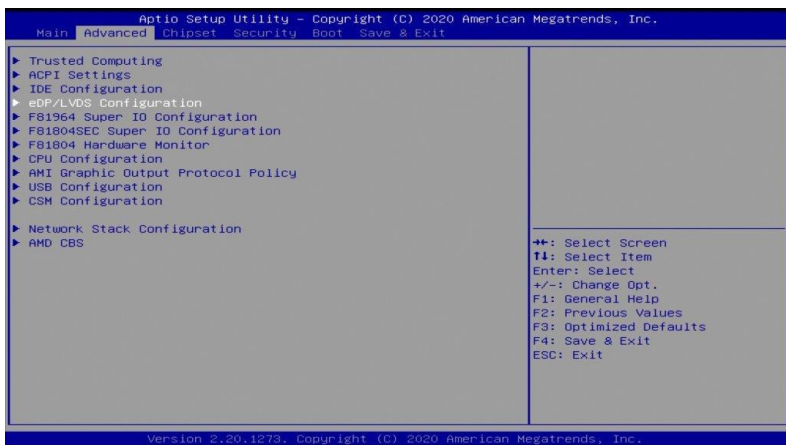 Aptio Setup Utility – Copyright (C) 2020 American Megatrends, Inc.
Main Advanced Chipset Security Boot Save & Exit
► Trusted Computing
► ACPI Settings
► IDE Configuration
► eDP/LVDS Configuration
► F81964 Super IO Configuration
► F81804SEC Super IO Configuration
► F81804 Hardware Monitor
► CPU Configuration
► AMI Graphic Output Protocol Policy
► USB Configuration
► CSM Configuration
► Network Stack Configuration
► AMD CBS
→←: Select Screen
↑↓: Select Item
Enter: Select
+/-: Change Opt.
F1: General Help
F2: Previous Values
F3: Optimized Defaults
F4: Save & Exit
ESC: Exit
Version 2.20.1273. Copyright (C) 2020 American Megatrends, Inc.